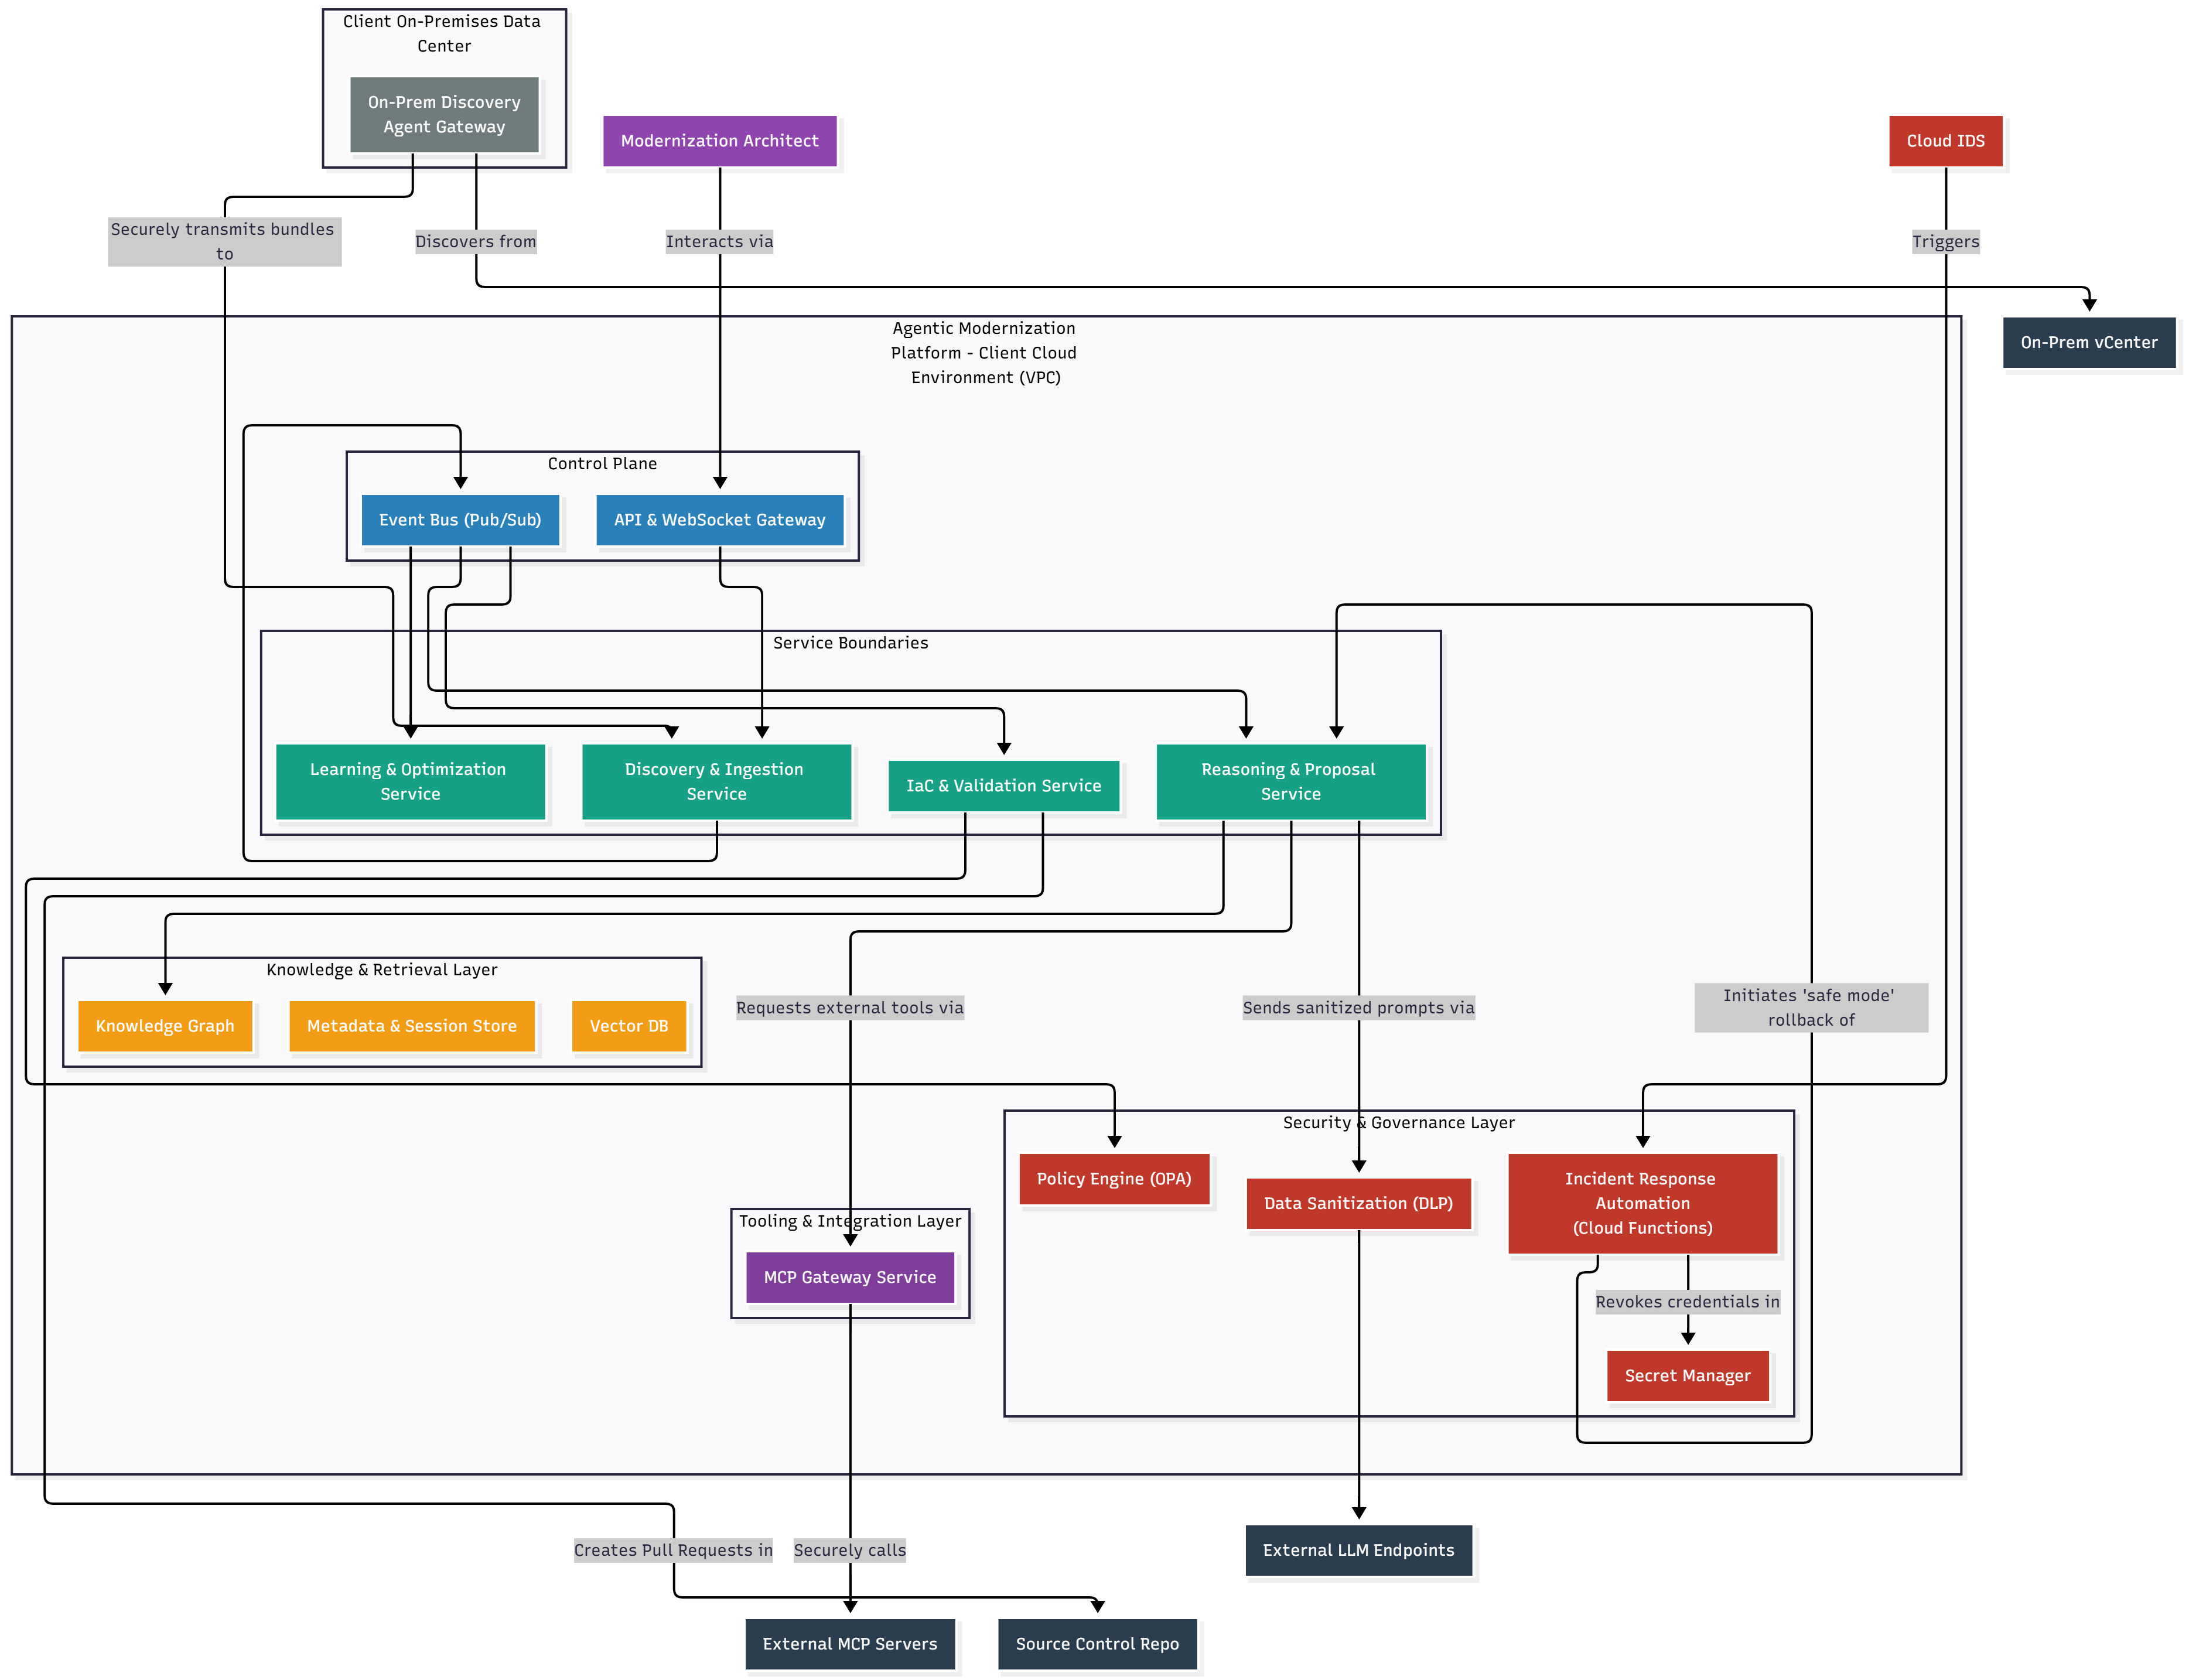 Client On-Premises Data
Center
On-Prem Discovery
Agent Gateway
Modernization Architect
Cloud IDS
Securely transmits bundles
to
Discovers from
Interacts via
Triggers
On-Prem vCenter
Agentic Modernization
Platform - Client Cloud
Environment (VPC)
Control Plane
Event Bus (Pub/Sub)
API & WebSocket Gateway
Service Boundaries
Learning & Optimization
Service
Discovery & Ingestion
Service
IaC & Validation Service
Reasoning & Proposal
Service
Knowledge & Retrieval Layer
Knowledge Graph
Metadata & Session Store
Vector DB
Requests external tools via
Sends sanitized prompts via
Initiates 'safe mode'
rollback of
Security & Governance Layer
Policy Engine (OPA)
Data Sanitization (DLP)
Incident Response
Automation
(Cloud Functions)
Tooling & Integration Layer
MCP Gateway Service
Revokes credentials in
Secret Manager
Creates Pull Requests in
Securely calls
External LLM Endpoints
External MCP Servers
Source Control Repo